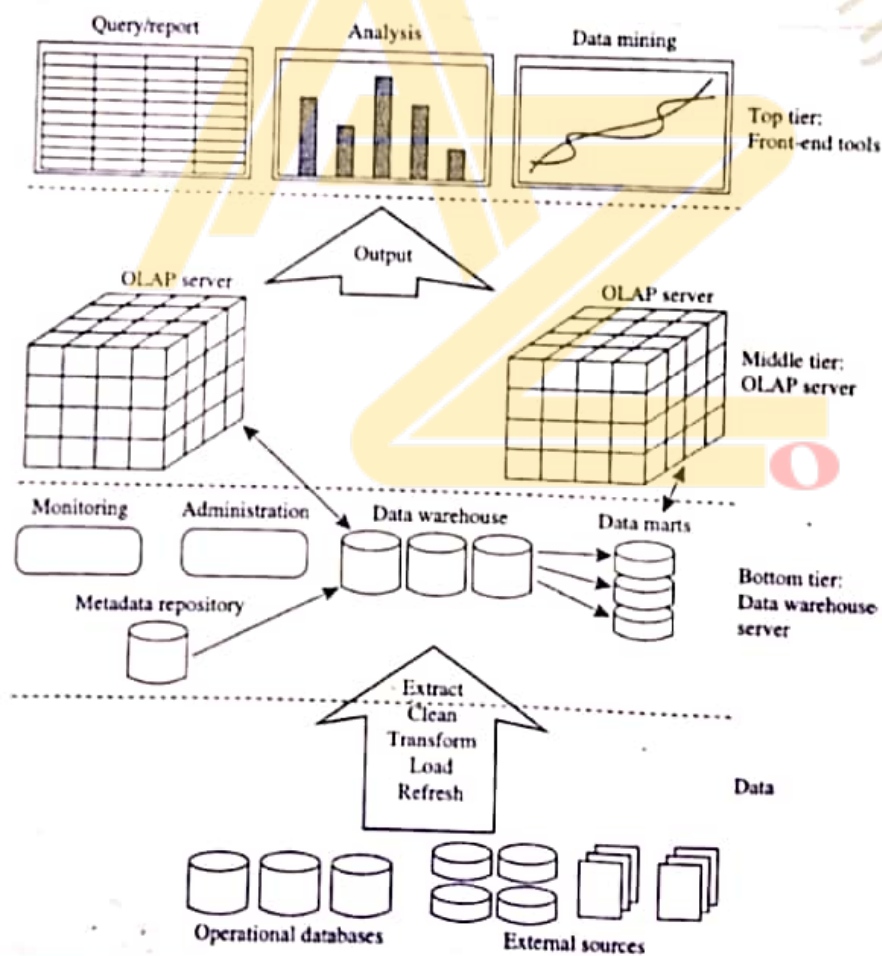 Query/report
Analysis
Data mining
Top tier:
Front-end tools
Output
OLAP server
OLAP server
Middle tier:
OLAP server
Monitoring
Administration
Data warehouse
Data marts
Metadata repository
Bottom tier:
Data warehouse
server
Extract
Clean
Transform
Load
Refresh
Data
Operational databases
External sources